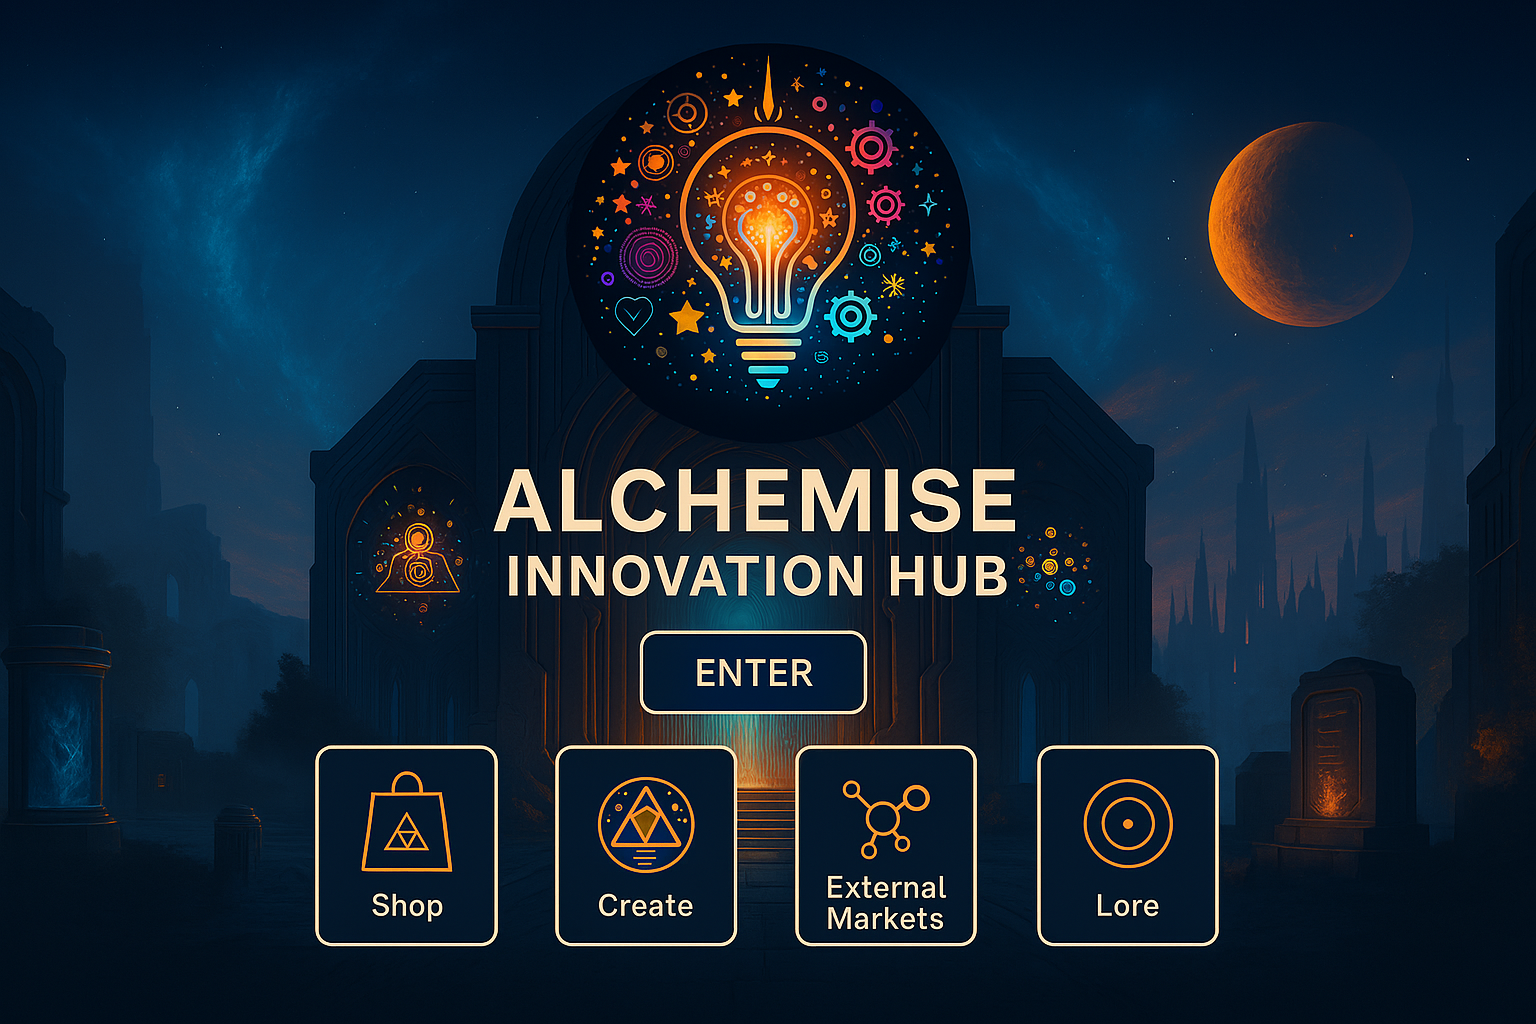 ALCHEMISE
INNOVATION HUB
ENTER
Shop
Create
External
Markets
Lore